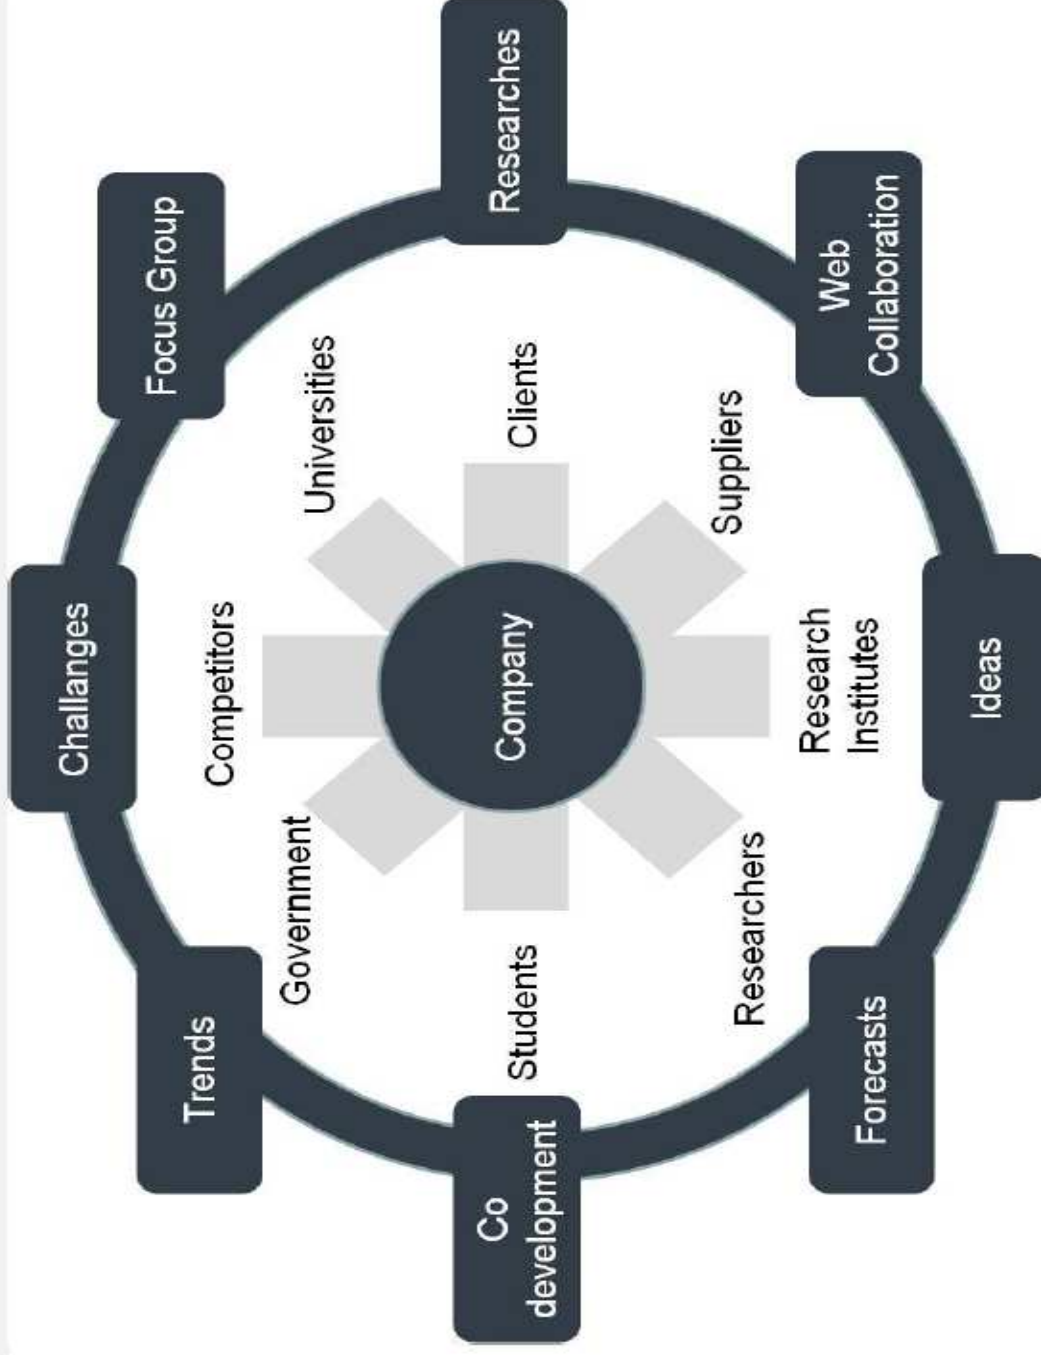 Co
development
Forecasts
Trends
Students
Researchers
Government
Ideas
Research
Institutes
Company
Competitors
Challanges
Suppliers
Universities
Clients
Web
Collaboration
Focus Group
Researches